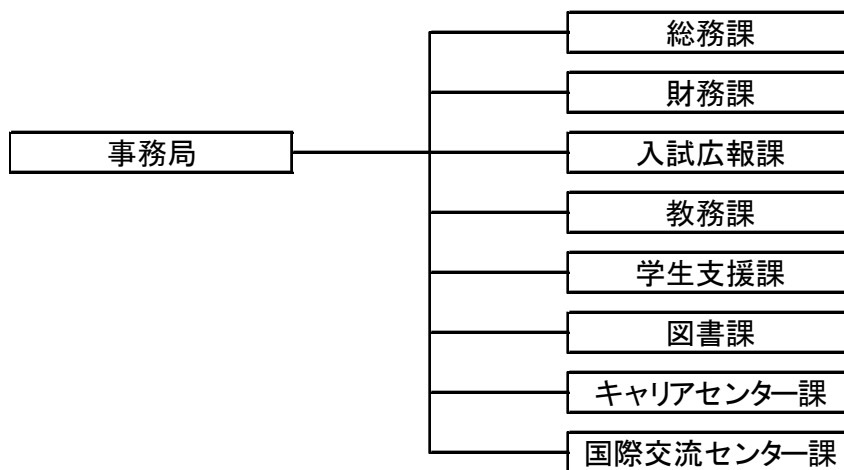 総務課
財務課
事務局
入試広報課
教務課
学生支援課
図書課
キャリアセンター課
国際交流センター課